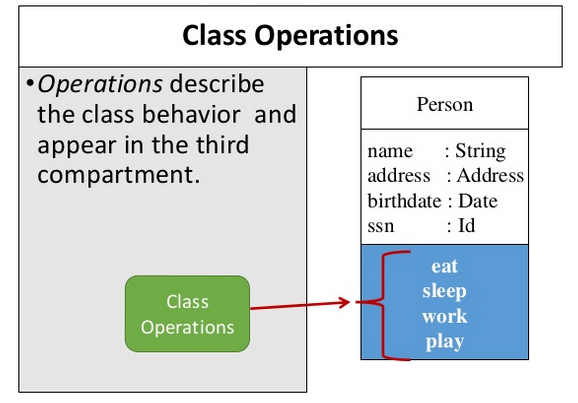 Class Operations
•Operations describe
the class behavior and
appear in the third
compartment.
Class
Operations
Person
name : String
address : Address
birthdate : Date
ssn : Id
eat
sleep
work
play